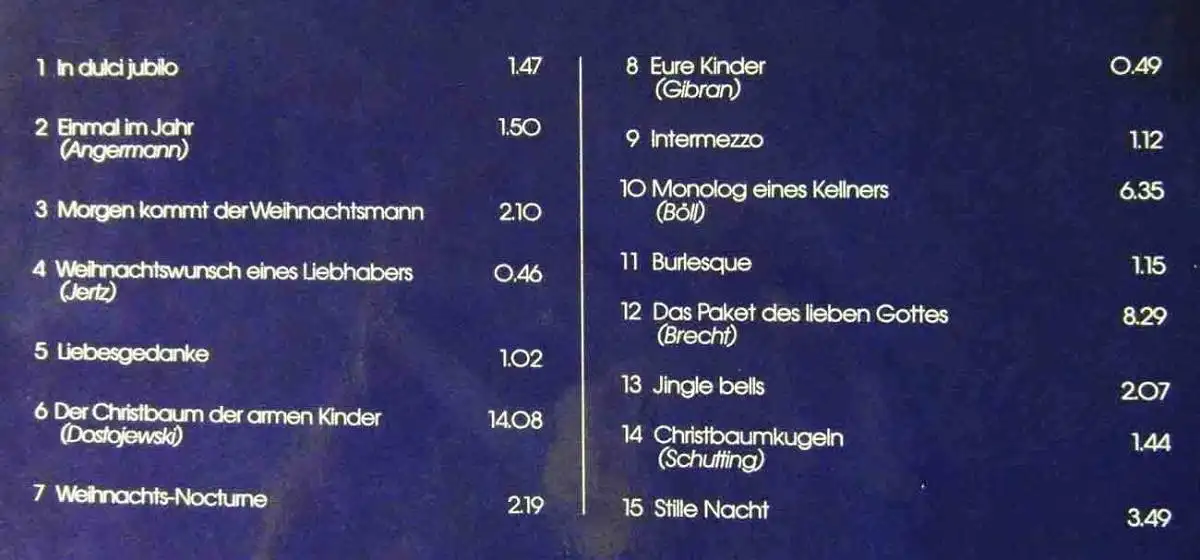 1 In dulci jubilo 1.47
2 Einmal im Jahr 1.50
(Angermann)
3 Morgen kommt der Weihnachtsmann 2.10
4 Weihnachtswunsch eines Liebhabers 0.46
(Jertz)
5 Liebesgedanke 1.02
6 Der Christbaum der armen Kinder 14.08
(Dostojewski)
7 Weihnachts-Nocturne 2.19
8 Eure Kinder 0.49
(Gibran)
9 Intermezzo 1.12
10 Monolog eines Kellners 6.35
(Böll)
11 Burlesque 1.15
12 Das Paket des lieben Gottes 8.29
(Brecht)
13 Jingle bells 2.07
14 Christbaumkugeln 1.44
(Schutting)
15 Stille Nacht 3.49